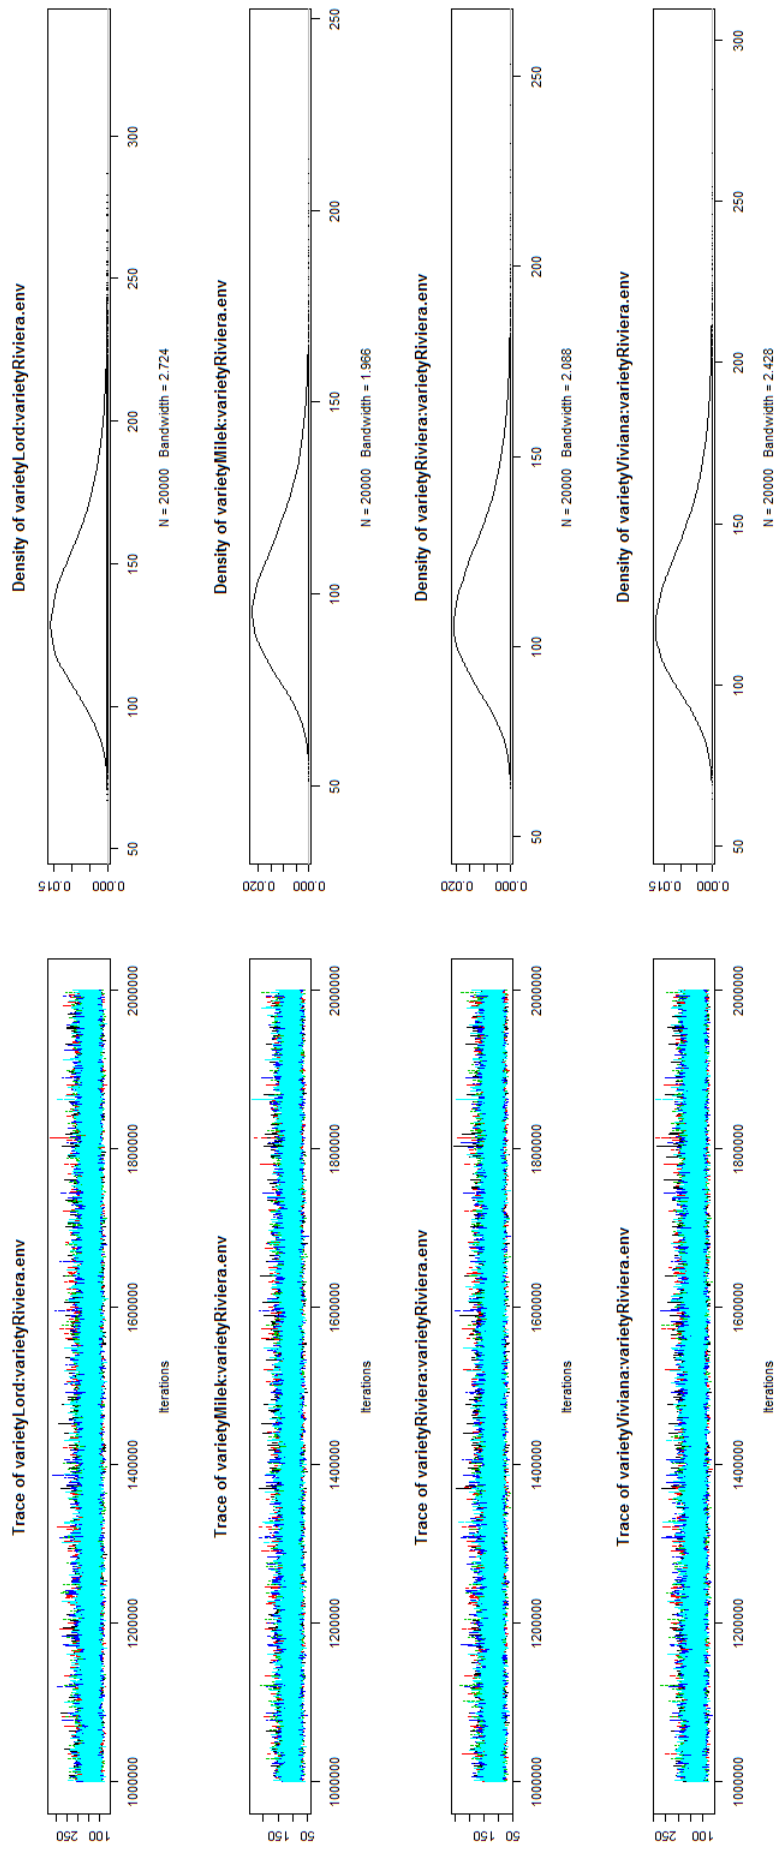 Trace of varietyLord:varietyRiviera.env
100 250
1000000 1200000 1400000 1600000 1800000 2000000
Iterations
Density of varietyLord:varietyRiviera.env
0.000 0.015
50 100 150 200 250 300
N = 20000 Bandwidth = 2.724
Trace of varietyMilek:varietyRiviera.env
50 150
1000000 1200000 1400000 1600000 1800000 2000000
Iterations
Density of varietyMilek:varietyRiviera.env
0.000 0.020
50 100 150 200 250
N = 20000 Bandwidth = 1.966
Trace of varietyRiviera:varietyRiviera.env
50 150
1000000 1200000 1400000 1600000 1800000 2000000
Iterations
Density of varietyRiviera:varietyRiviera.env
0.000 0.020
50 100 150 200 250
N = 20000 Bandwidth = 2.088
Trace of varietyViviana:varietyRiviera.env
100 250
1000000 1200000 1400000 1600000 1800000 2000000
Iterations
Density of varietyViviana:varietyRiviera.env
0.000 0.015
50 100 150 200 250 300
N = 20000 Bandwidth = 2.428